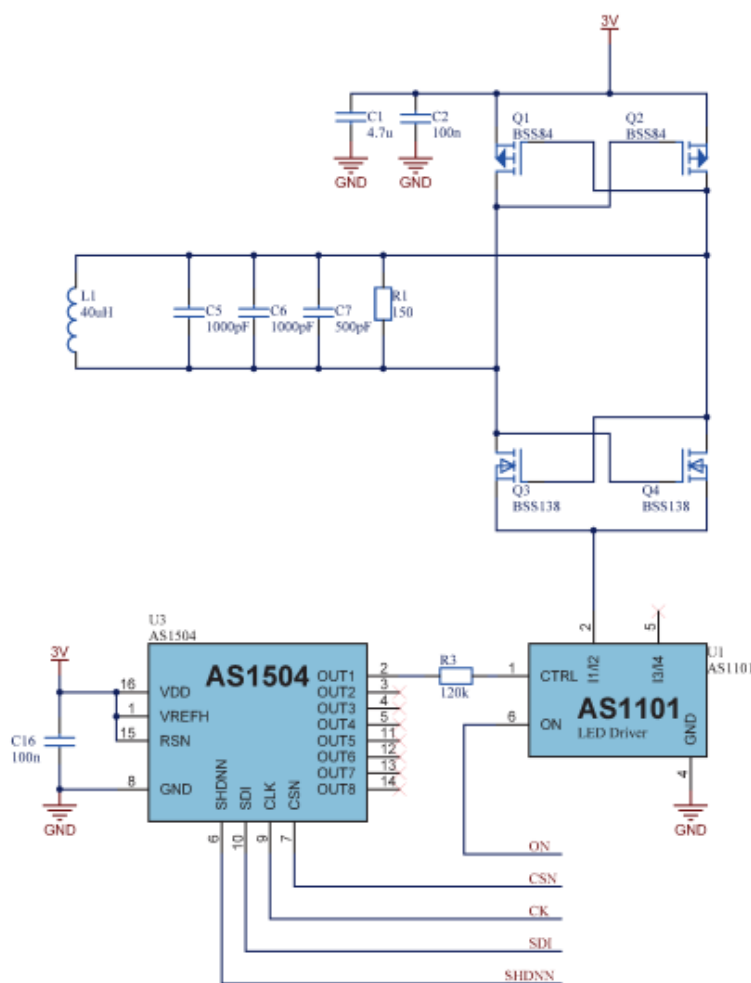 3V
Q1
BSS84
Q2
BSS84
C1
4.7u
C2
100n
GND
GND
L1
40uH
C5
1000pF
C6
1000pF
C7
500pF
R1
150
Q3
BSS138
Q4
BSS138
U3
AS1504
3V
AS1504
16
VDD
1
VREFH
15
RSN
8
GND
C16
100n
GND
OUT1
2
OUT2
3
OUT3
4
OUT4
5
OUT5
11
OUT6
12
OUT7
13
OUT8
14
SHDNN
SDI
CLK
CSN
6
10
9
7
R3
120k
2
5
U1
AS1101
1
CTRL
I1/I2
I3/I4
6
ON
AS1101
LED Driver
GND
4
GND
ON
CSN
CK
SDI
SHDNN